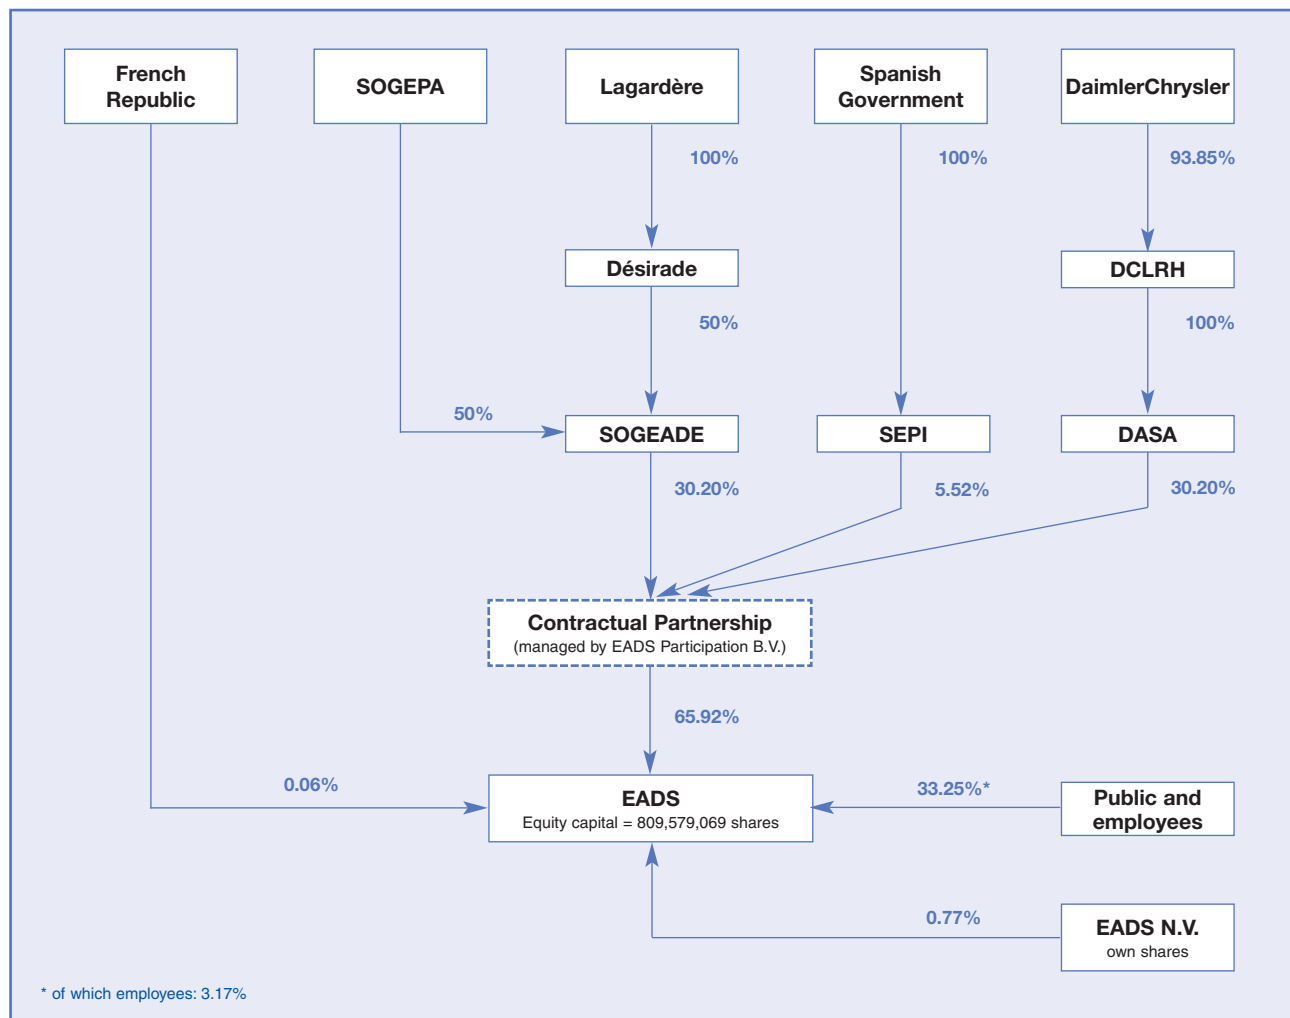 French
Republic
SOGEPA
Lagardère
Spanish
Government
DaimlerChrysler
100%
100%
93.85%
Désirade
DCLRH
50%
100%
50%
SOGEADE
SEPI
DASA
30.20%
5.52%
30.20%
Contractual Partnership
(managed by EADS Participation B.V.)
65.92%
0.06%
EADS
Equity capital = 809,579,069 shares
33.25%*
Public and
employees
0.77%
EADS N.V.
own shares
* of which employees: 3.17%